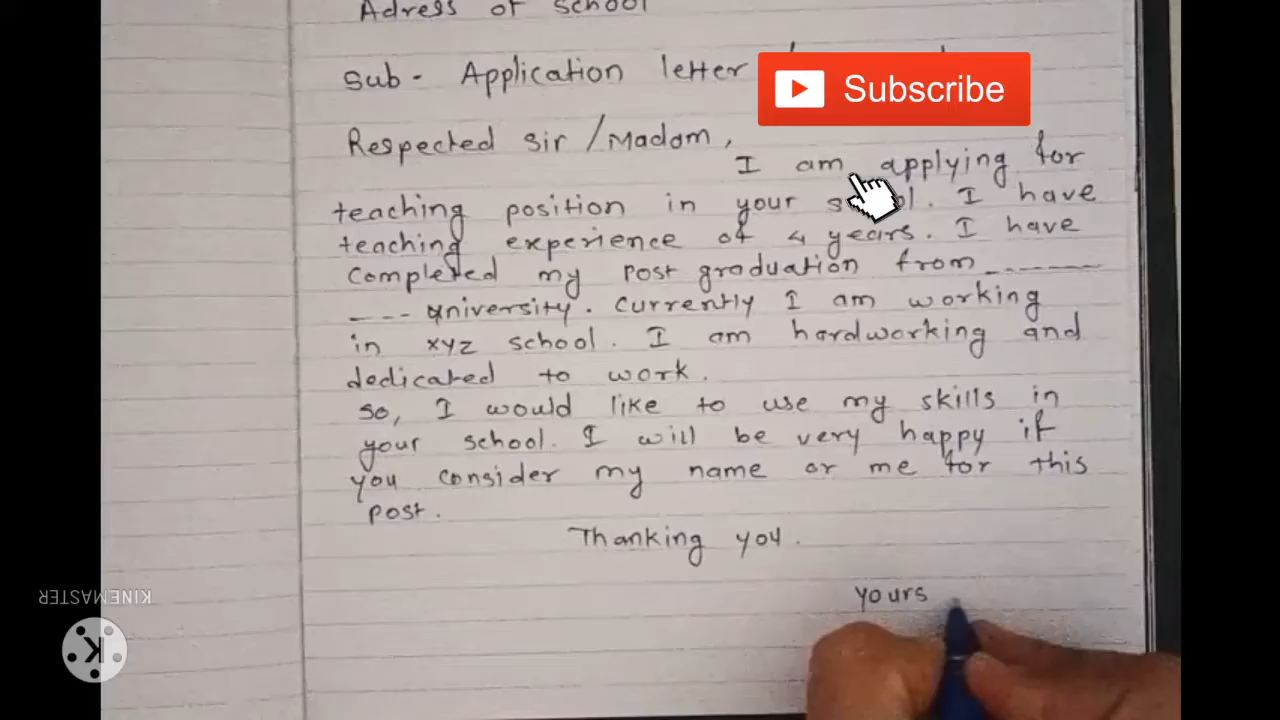 Adress of school
Sub - Application letter
Subscribe
Respected Sir / Madam,
I am applying for
teaching position in your school. I have
teaching experience of 4 years. I have
completed my post graduation from_ _ _ _ _ _
_ _ _ university. Currently I am working
in xyz school. I am hardworking and
dedicated to work.
So, I would like to use my skills in
your school. I will be very happy if
you consider my name or me for this
post.
Thanking you.
yours
KINEMASTER
K